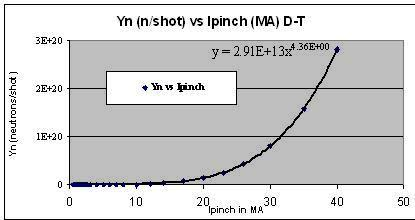 Yn (n/shot) vs Ipinch (MA) D-T
y = 2.91E+13x^4.36E+00
Yn vs Ipinch
Yn (neutrons/shot)
3E+20
2E+20
1E+20
0
0 10 20 30 40 50
Ipinch in MA